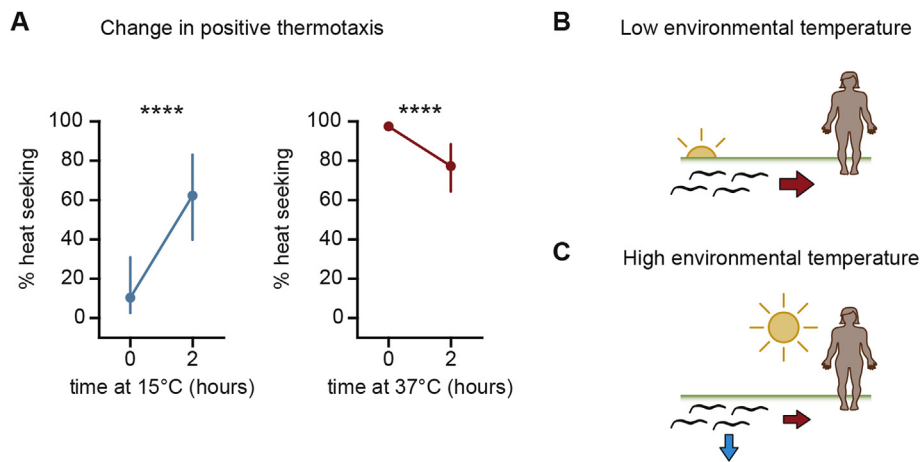 A
Change in positive thermotaxis
% heat seeking
100
80
60
40
20
0
****
0 2
time at 15°C (hours)
% heat seeking
100
80
60
40
20
0
****
0 2
time at 37°C (hours)
B
Low environmental temperature
C
High environmental temperature